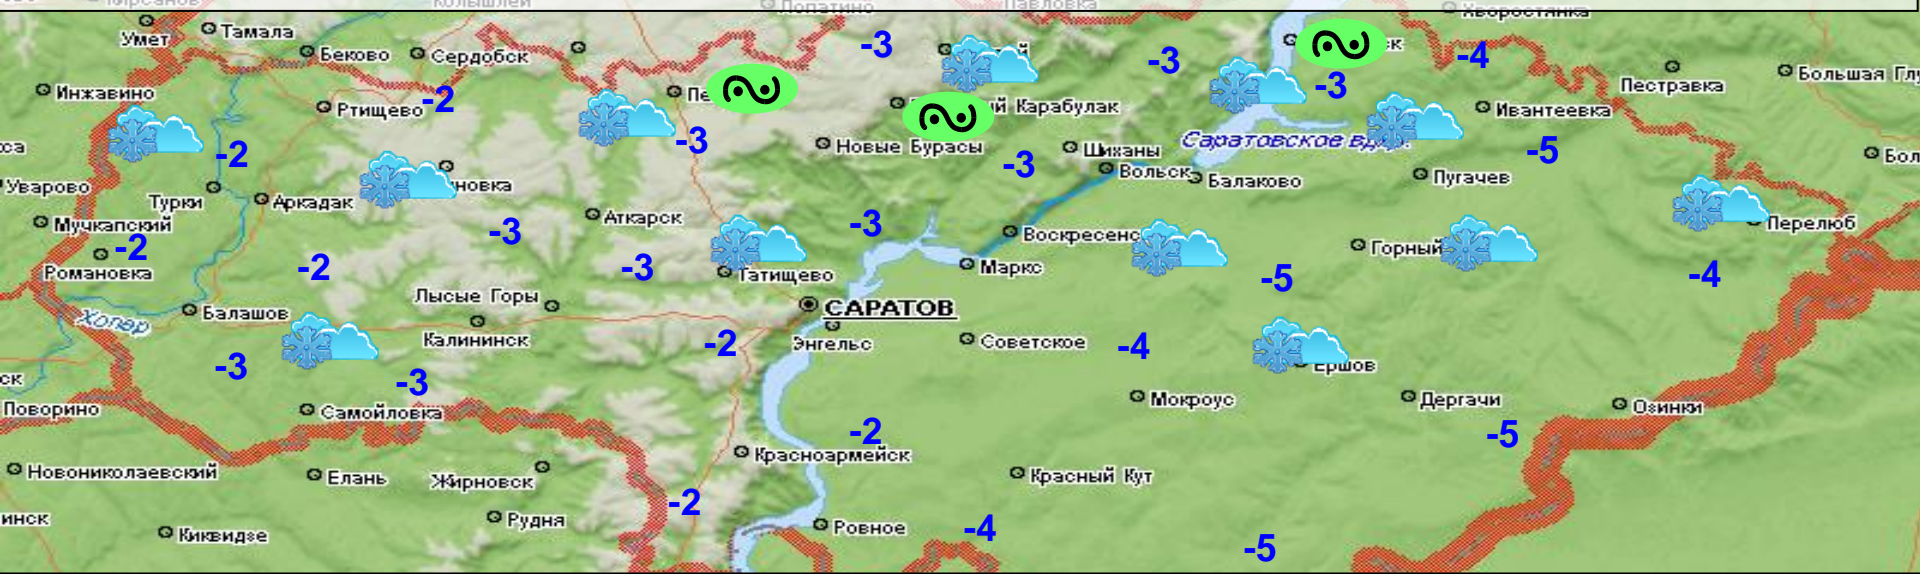 Умет
Тамала
Беково
Сердобск
-3
-3
-4
-3
Пестравка
Инжавино
Ртищево
-2
Карабулак
Ивантеевка
-2
-3
Новые Бурасы
-3
Шиханы
Саратовское
-5
Уварово
Турки
Аркадак
Аткарск
Вольск
Балаково
Пугачев
Мучкапский
-2
Романовка
-3
-3
Воскресенс
Горный
Перелюб
-2
-3
Татищево
Маркс
-5
-4
Хопер
Балашов
Лысые Горы
Калининск
САРАТОВ
Энгельс
-2
Советское
-4
Ершов
-3
-3
Поворино
Самойловка
Мокроус
Дергачи
Озинки
-2
-5
Новониколаевский
Елань
Жирновск
Красноармейск
Красный Кут
-2
Киквидзе
Рудня
Ровное
-4
-5